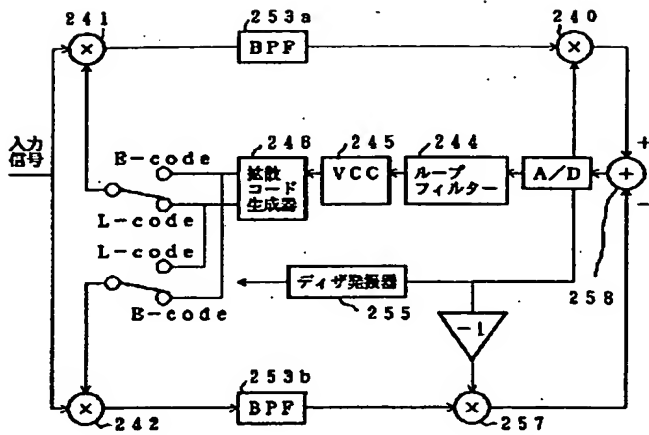 241
253a
240
×
BPF
×
入力
信号
+
248
245
244
E-code
拡散
コード
生成器
VCC
ループ
フィルター
A/D
+
L-code
-
L-code
ディザ発振器
258
E-code
255
-1
253b
×
BPF
×
242
257